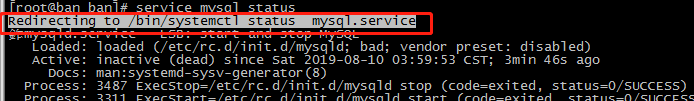 [root@ban ban]# service mysql status
Redirecting to /bin/systemctl status  mysql.service
mysqld.service - LSB: start and stop MySQL
Loaded: loaded (/etc/rc.d/init.d/mysqld; bad; vendor preset: disabled)
Active: inactive (dead) since Sat 2019-08-10 03:59:53 CST; 3min 46s ago
Docs: man:systemd-sysv-generator(8)
Process: 3487 ExecStop=/etc/rc.d/init.d/mysqld stop (code=exited, status=0/SUCCESS)
Process: 3311 ExecStart=/etc/rc.d/init.d/mysqld start (code=exited, status=0/SUCCE